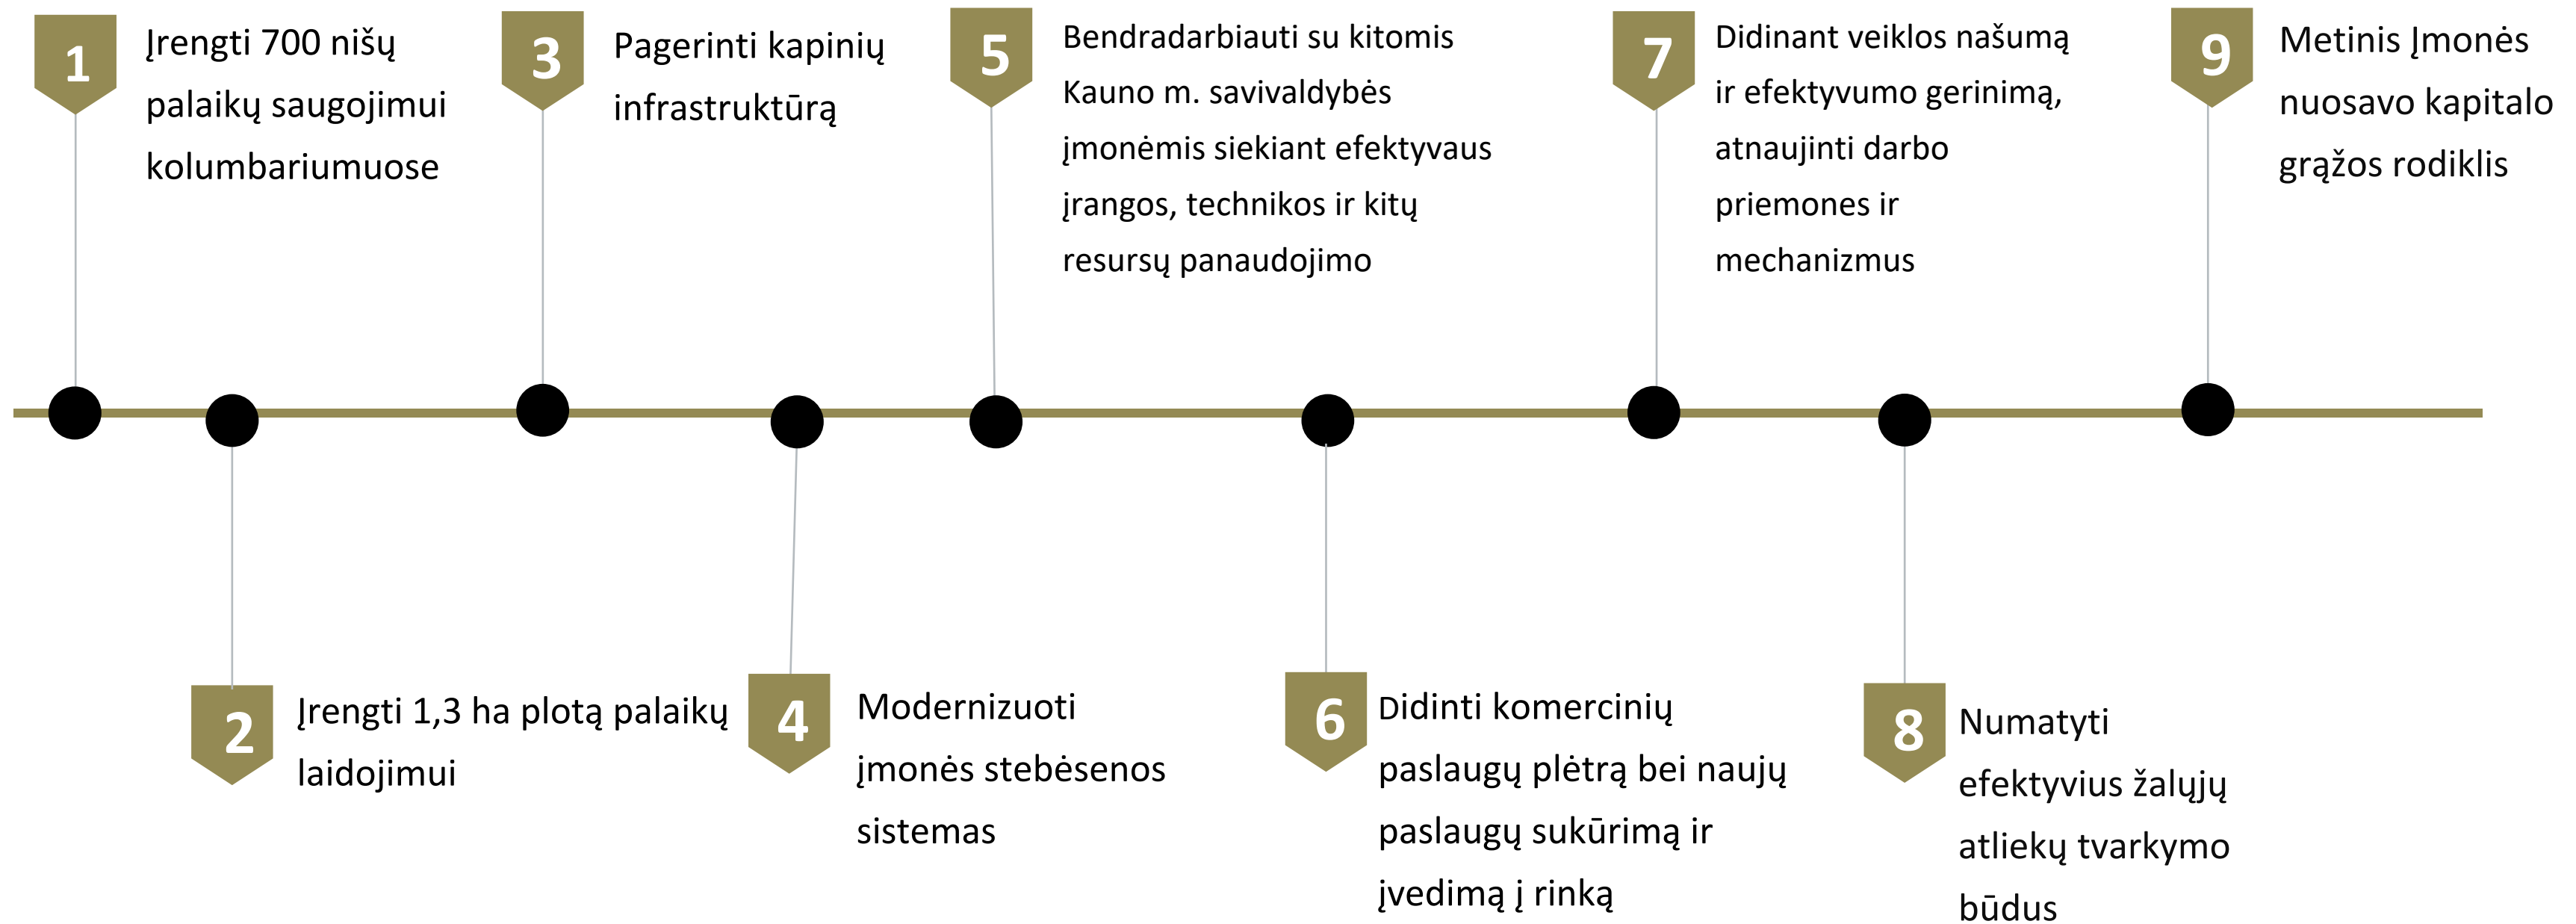 1
Įrengti 700 nišų
palaikų saugojimui
kolumbariumuose
2
Įrengti 1,3 ha plotą palaikų
laidojimui
3
Pagerinti kapinių
infrastruktūrą
4
Modernizuoti
įmonės stebėsenos
sistemas
5
Bendradarbiauti su kitomis
Kauno m. savivaldybės
įmonėmis siekiant efektyvaus
įrangos, technikos ir kitų
resursų panaudojimo
6
Didinti komercinių
paslaugų plėtrą bei naujų
paslaugų sukūrimą ir
įvedimą į rinką
7
Didinant veiklos našumą
ir efektyvumo gerinimą,
atnaujinti darbo
priemones ir
mechanizmus
8
Numatyti
efektyvius žalųjų
atliekų tvarkymo
būdus
9
Metinis Įmonės
nuosavo kapitalo
grąžos rodiklis